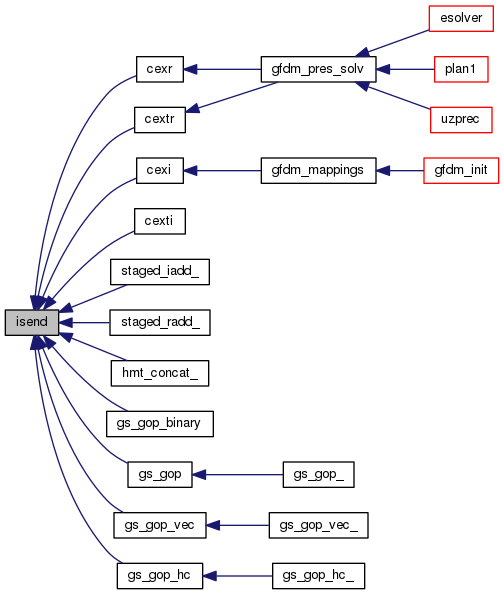 esolver
cexr
gfdm_pres_solv
plan1
cextr
uzprec
cexi
gfdm_mappings
gfdm_init
cexti
staged_iadd_
isend
staged_radd_
hmt_concat_
gs_gop_binary
gs_gop
gs_gop_
gs_gop_vec
gs_gop_vec_
gs_gop_hc
gs_gop_hc_